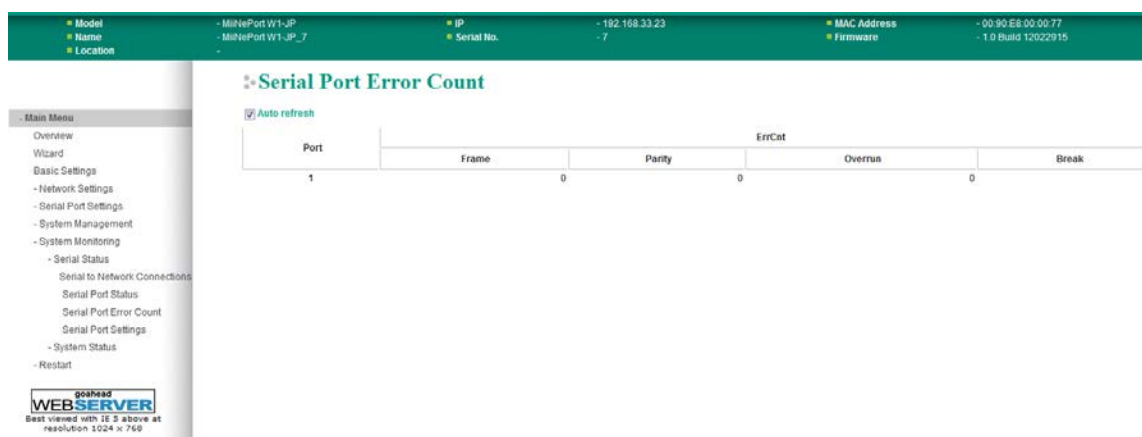 Model - MiiNePort W1-JP IP - 192.168.33.23 MAC Address - 00:90:E8:00:00:77
Name - MiiNePort W1-JP_7 Serial No. - 7 Firmware - 1.0 Build 12022915
Location -
Serial Port Error Count
Auto refresh
Port ErrCnt
Frame Parity Overrun Break
1 0 0 0
- Main Menu
Overview
Wizard
Basic Settings
- Network Settings
- Serial Port Settings
- System Management
- System Monitoring
- Serial Status
Serial to Network Connections
Serial Port Status
Serial Port Error Count
Serial Port Settings
- System Status
- Restart
goahead
WEBSERVER
Best viewed with IE 5 above at
resolution 1024 x 768